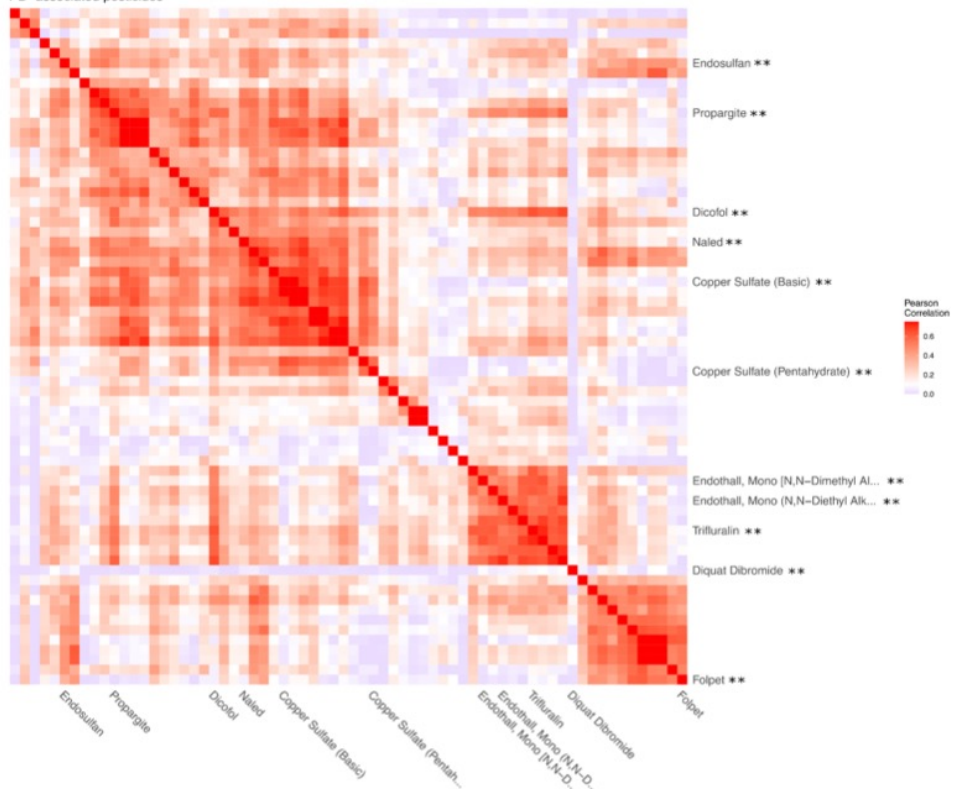 Endosulfan **
Propargite **
Dicofol **
Naled **
Copper Sulfate (Basic) **
Pearson
Correlation
0.6
0.4
0.2
0.0
Copper Sulfate (Pentahydrate) **
Endothall, Mono [N,N−Dimethyl Al... **
Endothall, Mono (N,N−Diethyl Alk... **
Trifluralin **
Diquat Dibromide **
Folpet **
Endosulfan
Propargite
Dicofol
Naled
Copper Sulfate (Basic)
Copper Sulfate (Pentah...
Endothall, Mono [N,N−D...
Endothall, Mono (N,N−D...
Trifluralin
Diquat Dibromide
Folpet